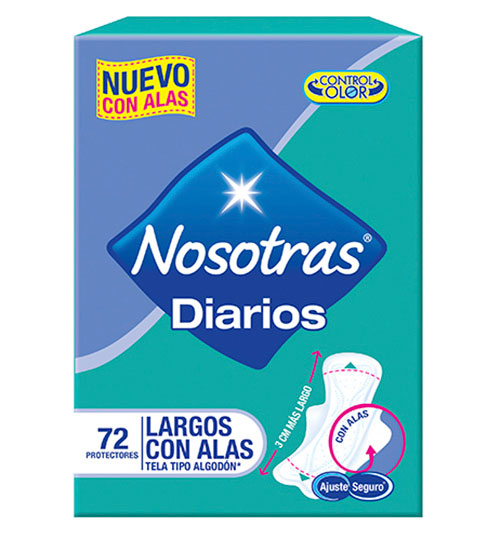 NUEVO
CON ALAS
CONTROL
OLOR
Nosotras®
Diarios
72
PROTECTORES
LARGOS
CON ALAS
TELA TIPO ALGODÓN*
3 CM MÁS LARGO
CON ALAS
Ajuste Seguro*